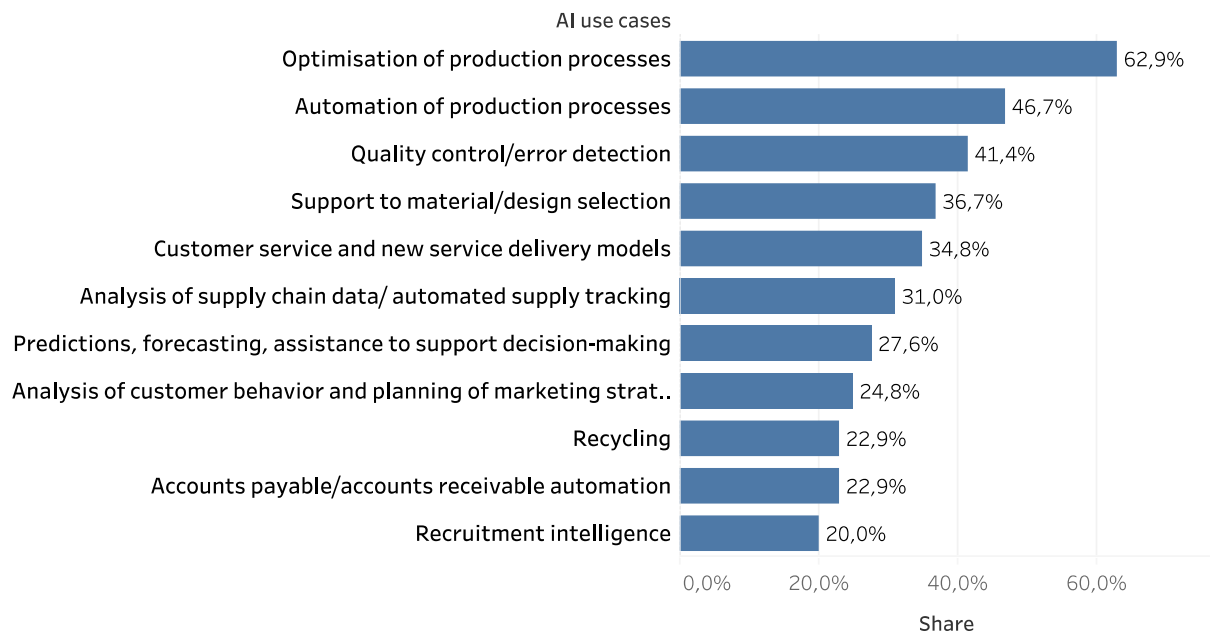 AI use cases
Optimisation of production processes 62,9%
Automation of production processes 46,7%
Quality control/error detection 41,4%
Support to material/design selection 36,7%
Customer service and new service delivery models 34,8%
Analysis of supply chain data/ automated supply tracking 31,0%
Predictions, forecasting, assistance to support decision-making 27,6%
Analysis of customer behavior and planning of marketing strat.. 24,8%
Recycling 22,9%
Accounts payable/accounts receivable automation 22,9%
Recruitment intelligence 20,0%
0,0% 20,0% 40,0% 60,0%
Share